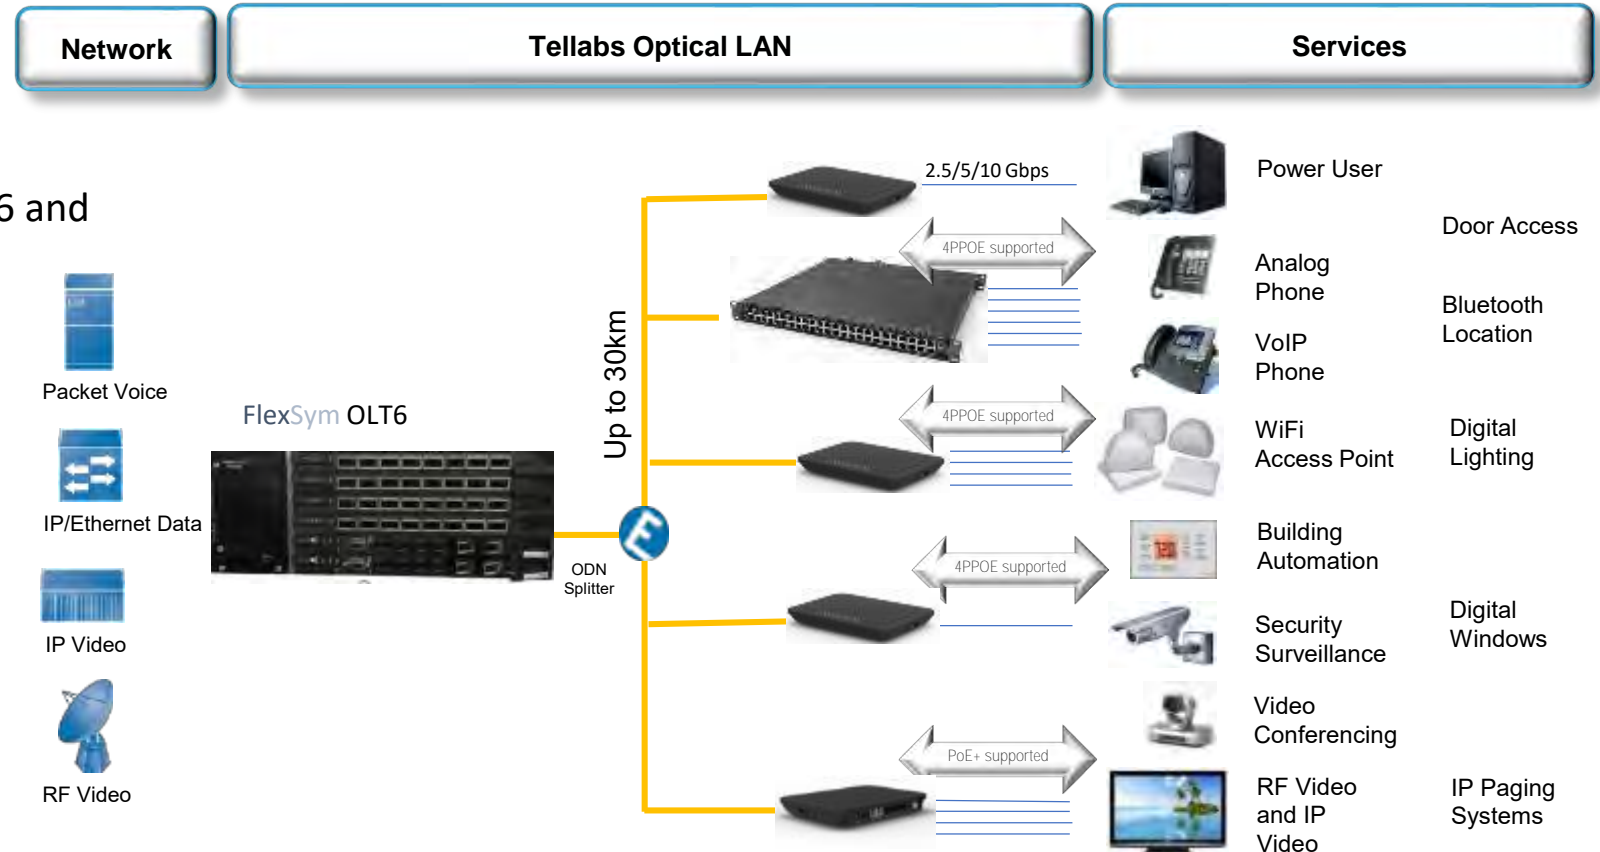 Network
Tellabs Optical LAN
Services
6 and
Packet Voice
IP/Ethernet Data
IP Video
RF Video
FlexSym OLT6
ODN
Splitter
Up to 30km
2.5/5/10 Gbps
4PPOE supported
4PPOE supported
4PPOE supported
PoE+ supported
Power User
Analog
Phone
VoIP
Phone
WiFi
Access Point
Building
Automation
Security
Surveillance
Video
Conferencing
RF Video
and IP
Video
Door Access
Bluetooth
Location
Digital
Lighting
Digital
Windows
IP Paging
Systems